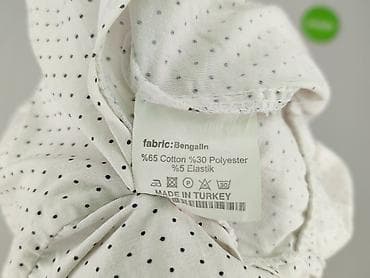 fabric:Bengalin
%65 Cotton %30 Polyester
%5 Elastik
MADE IN TURKEY